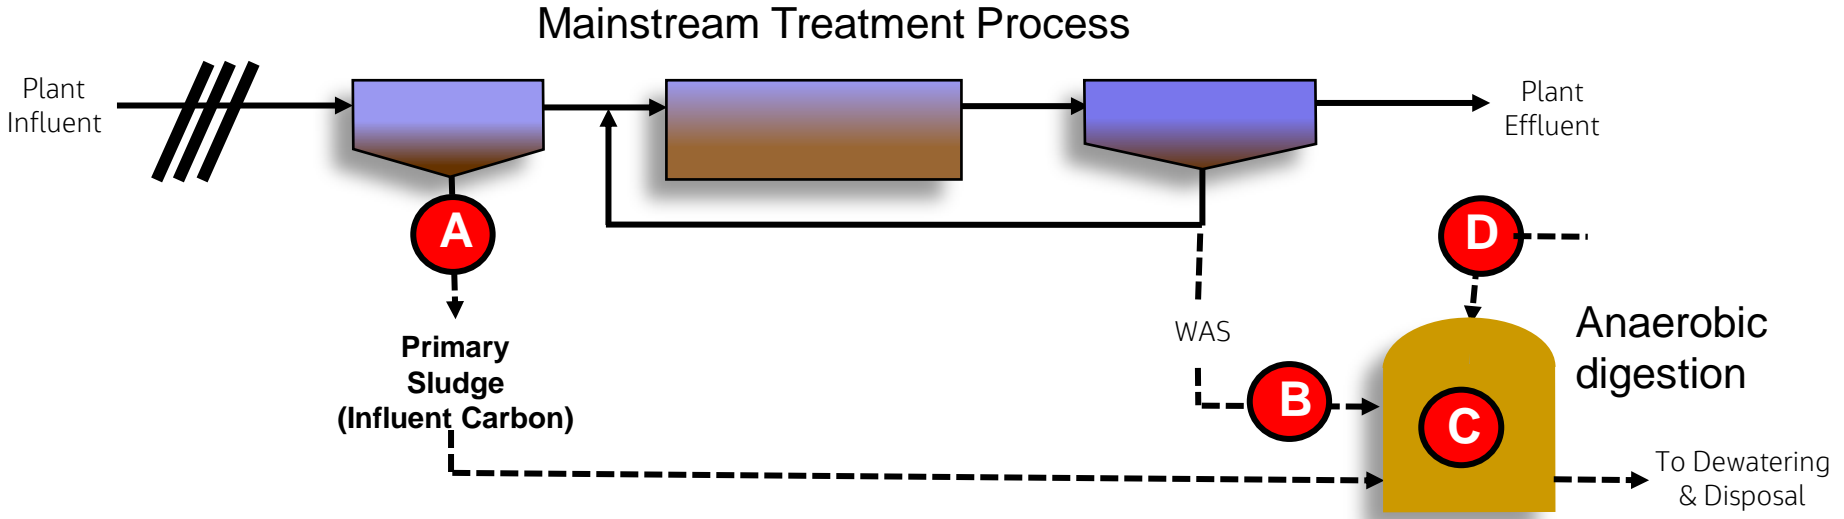 Mainstream Treatment Process
Plant
Influent
Plant
Effluent
A
D
Primary
Sludge
(Influent Carbon)
WAS
B
C
Anaerobic
digestion
To Dewatering
& Disposal